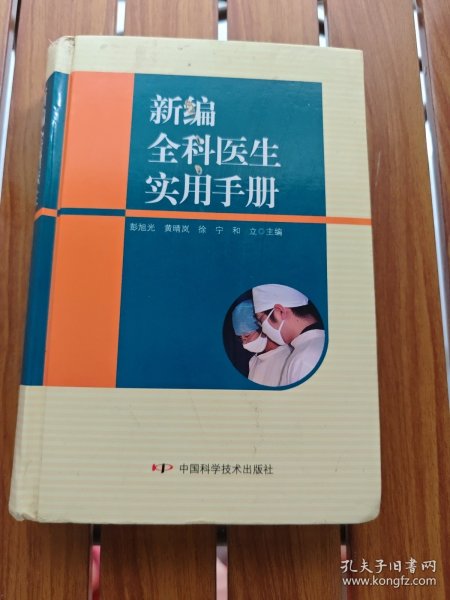 新编
全科医生
实用手册
彭旭光 黄晴岚 徐宁 和立◎主编
中国科学技术出版社
孔夫子旧书网
www.kongfz.com